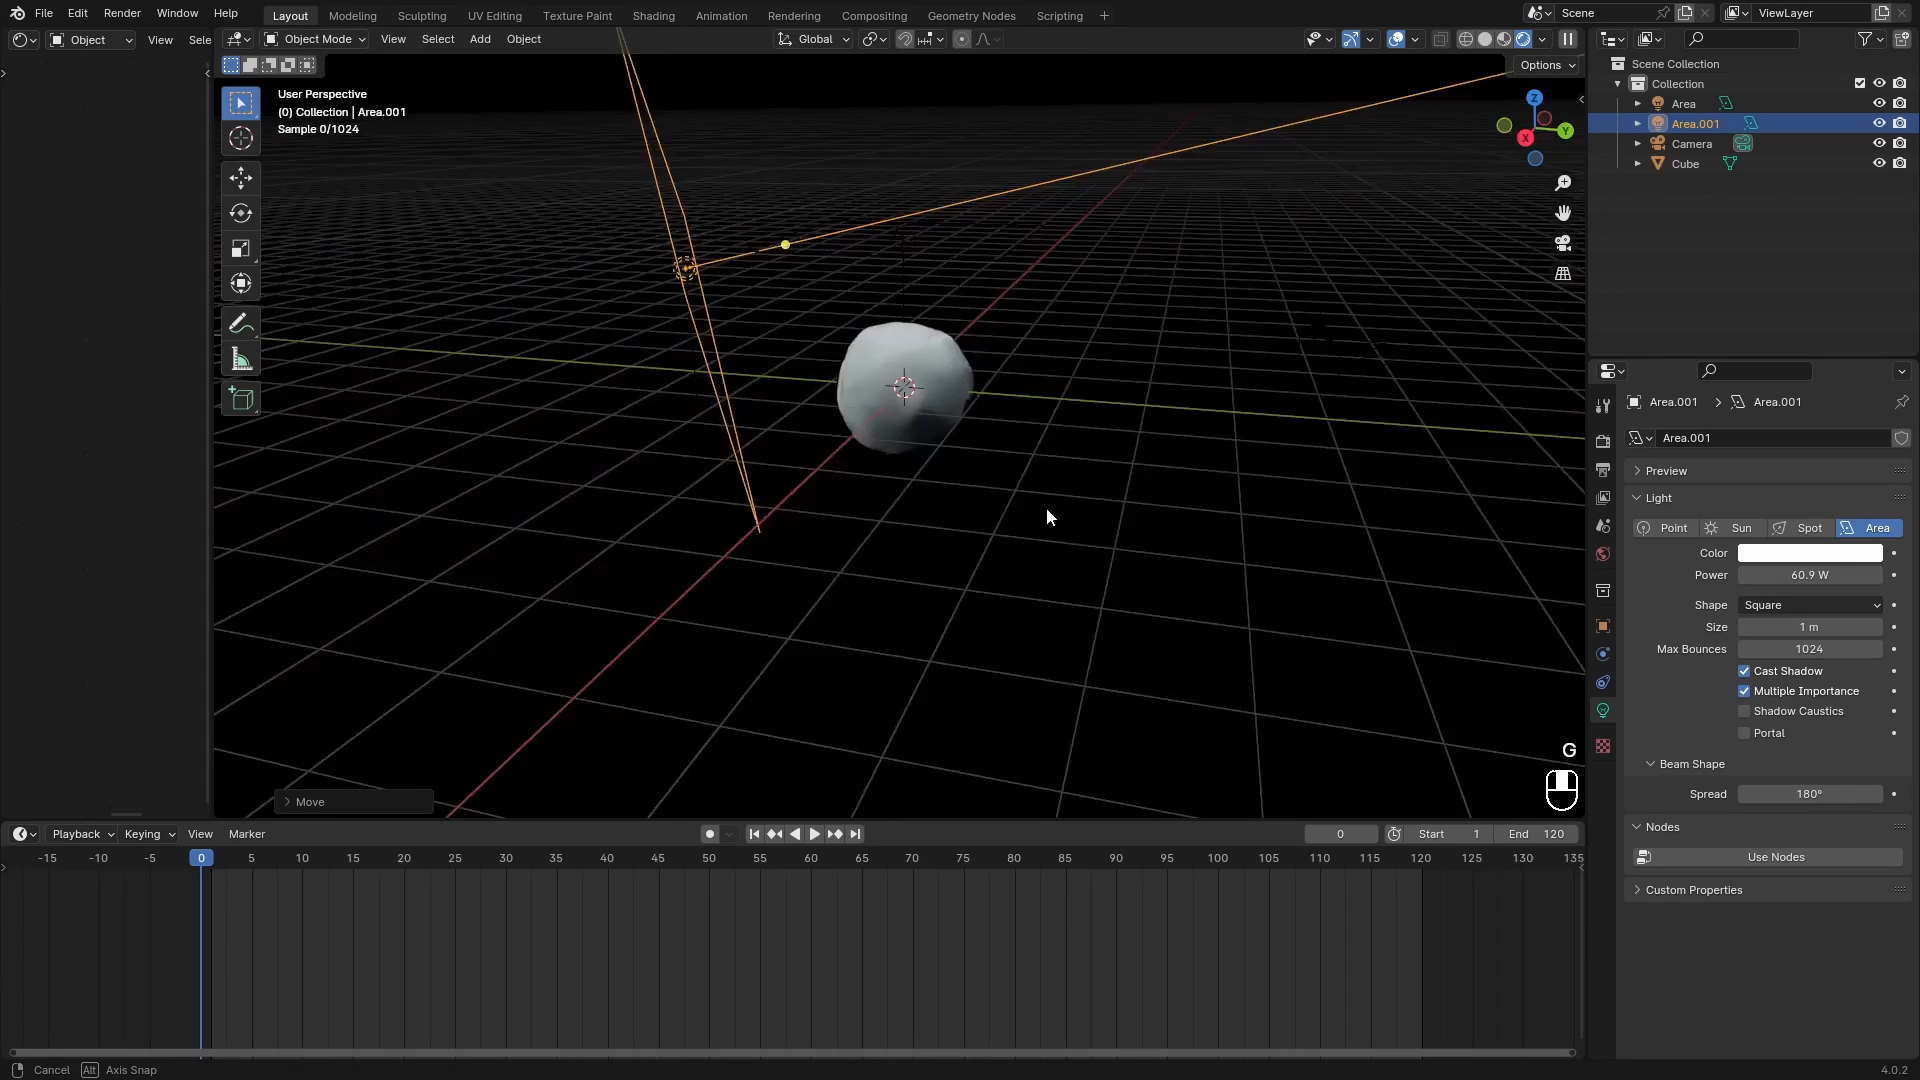 File Edit Render Window Help
Layout Modeling Sculpting UV Editing Texture Paint Shading Animation Rendering Compositing Geometry Nodes Scripting +
Scene
ViewLayer
Object View Sele
Object Mode View Select Add Object
Global
Options
User Perspective
(0) Collection | Area.001
Sample 0/1024
Z
Y
X
Scene Collection
Collection
Area
Area.001
Camera
Cube
Area.001 > Area.001
Area.001
Preview
Light
Point Sun Spot Area
Color
Power 60.9 W
Shape Square
Size 1 m
Max Bounces 1024
Cast Shadow
Multiple Importance
Shadow Caustics
Portal
Beam Shape
Spread 180°
Nodes
Use Nodes
Custom Properties
G
Move
Playback Keying View Marker
0 Start 1 End 120
-15 -10 -5 0 5 10 15 20 25 30 35 40 45 50 55 60 65 70 75 80 85 90 95 100 105 110 115 120 125 130 135
Cancel Alt Axis Snap
4.0.2